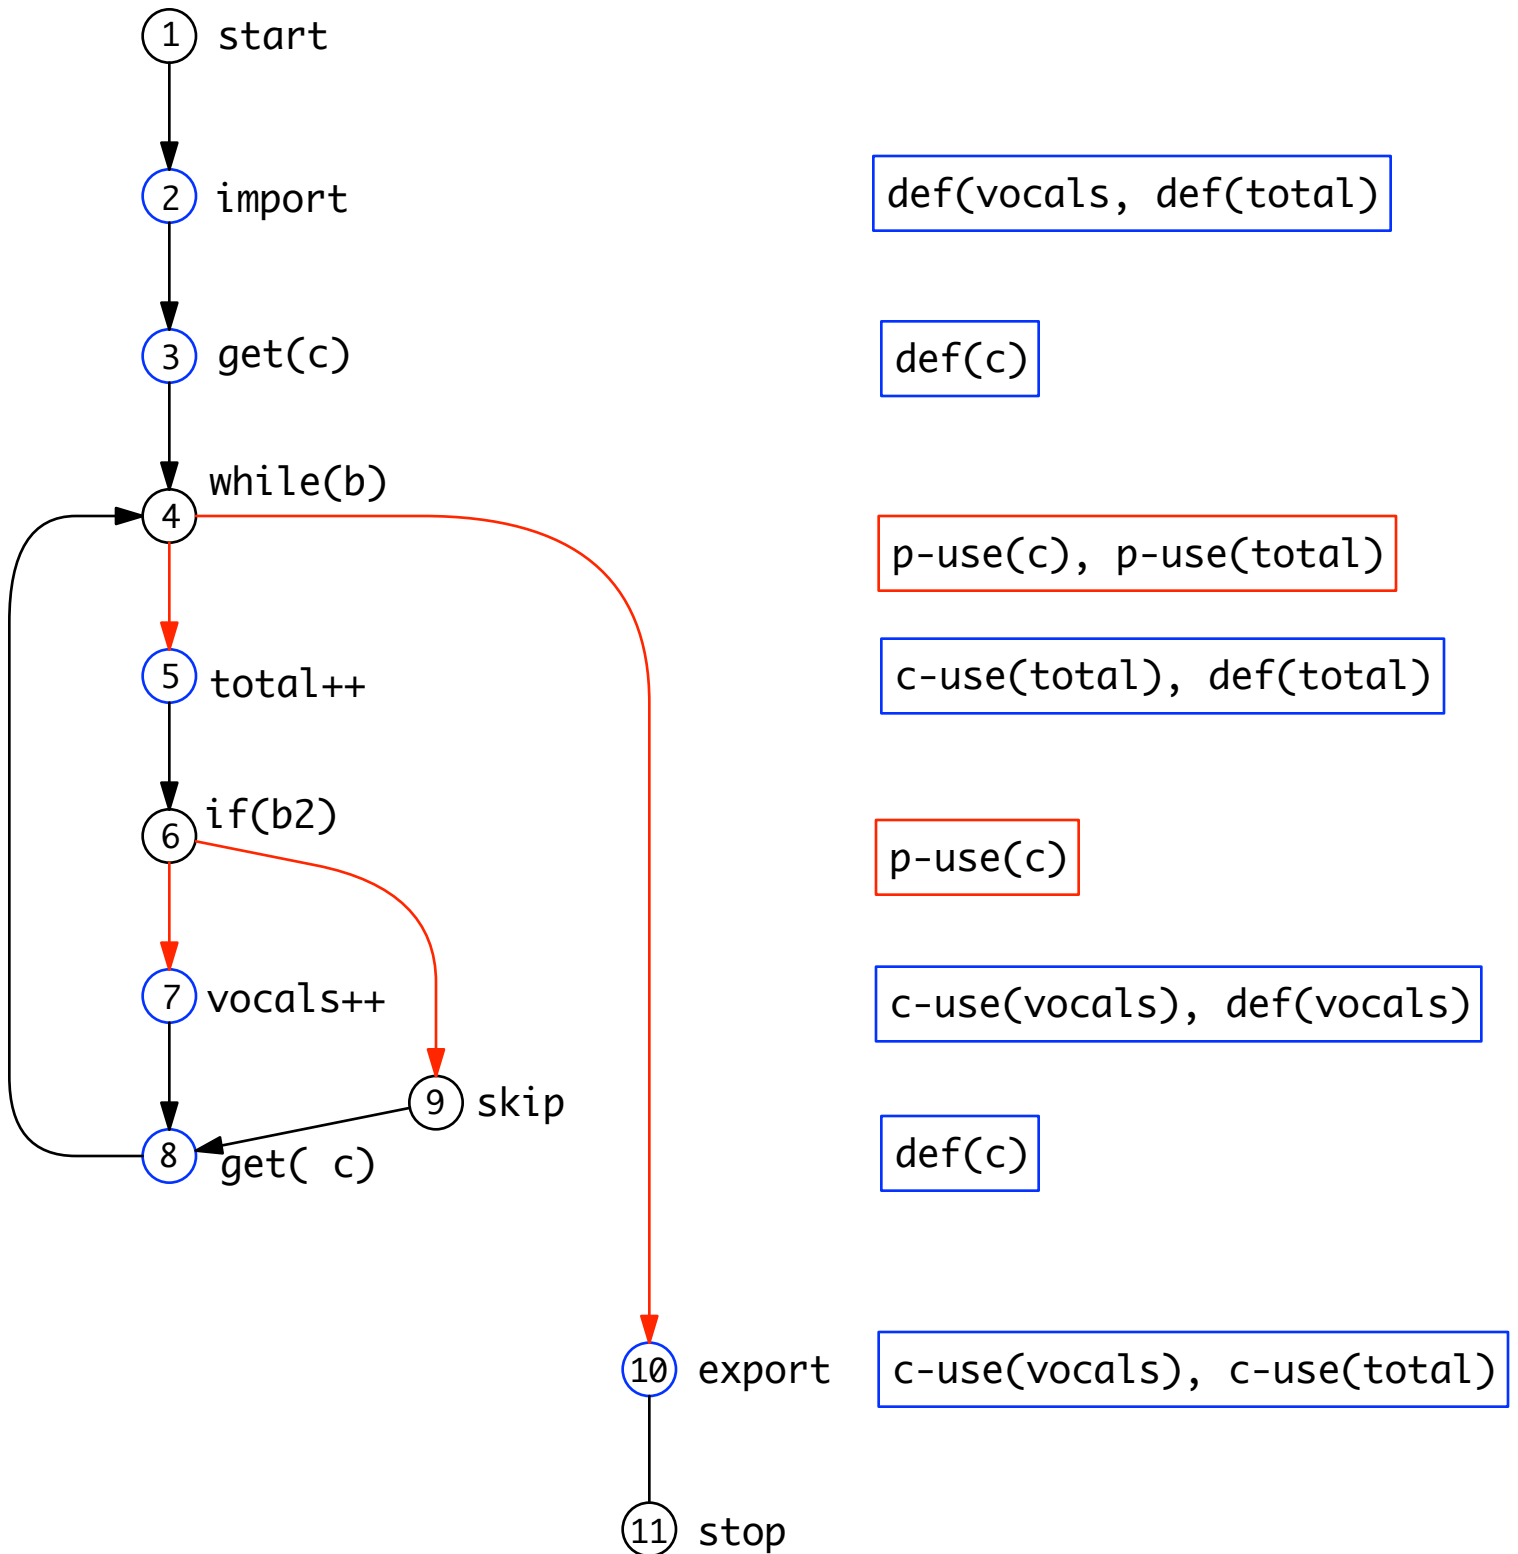 1 start
2 import def(vocals, def(total)
3 get(c) def(c)
while(b)
4 p-use(c), p-use(total)
5 total++ c-use(total), def(total)
if(b2)
6 p-use(c)
7 vocals++ c-use(vocals), def(vocals)
9 skip
8 get( c) def(c)
10 export c-use(vocals), c-use(total)
11 stop